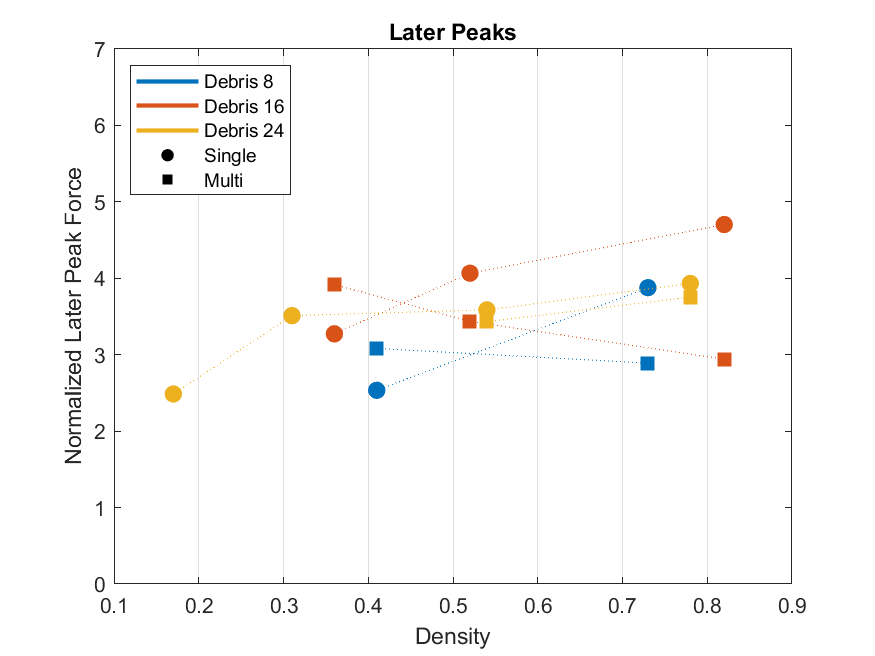 Later Peaks
7
6
5
4
3
2
1
0
Normalized Later Peak Force
Debris 8
Debris 16
Debris 24
Single
Multi
0.1 0.2 0.3 0.4 0.5 0.6 0.7 0.8 0.9
Density